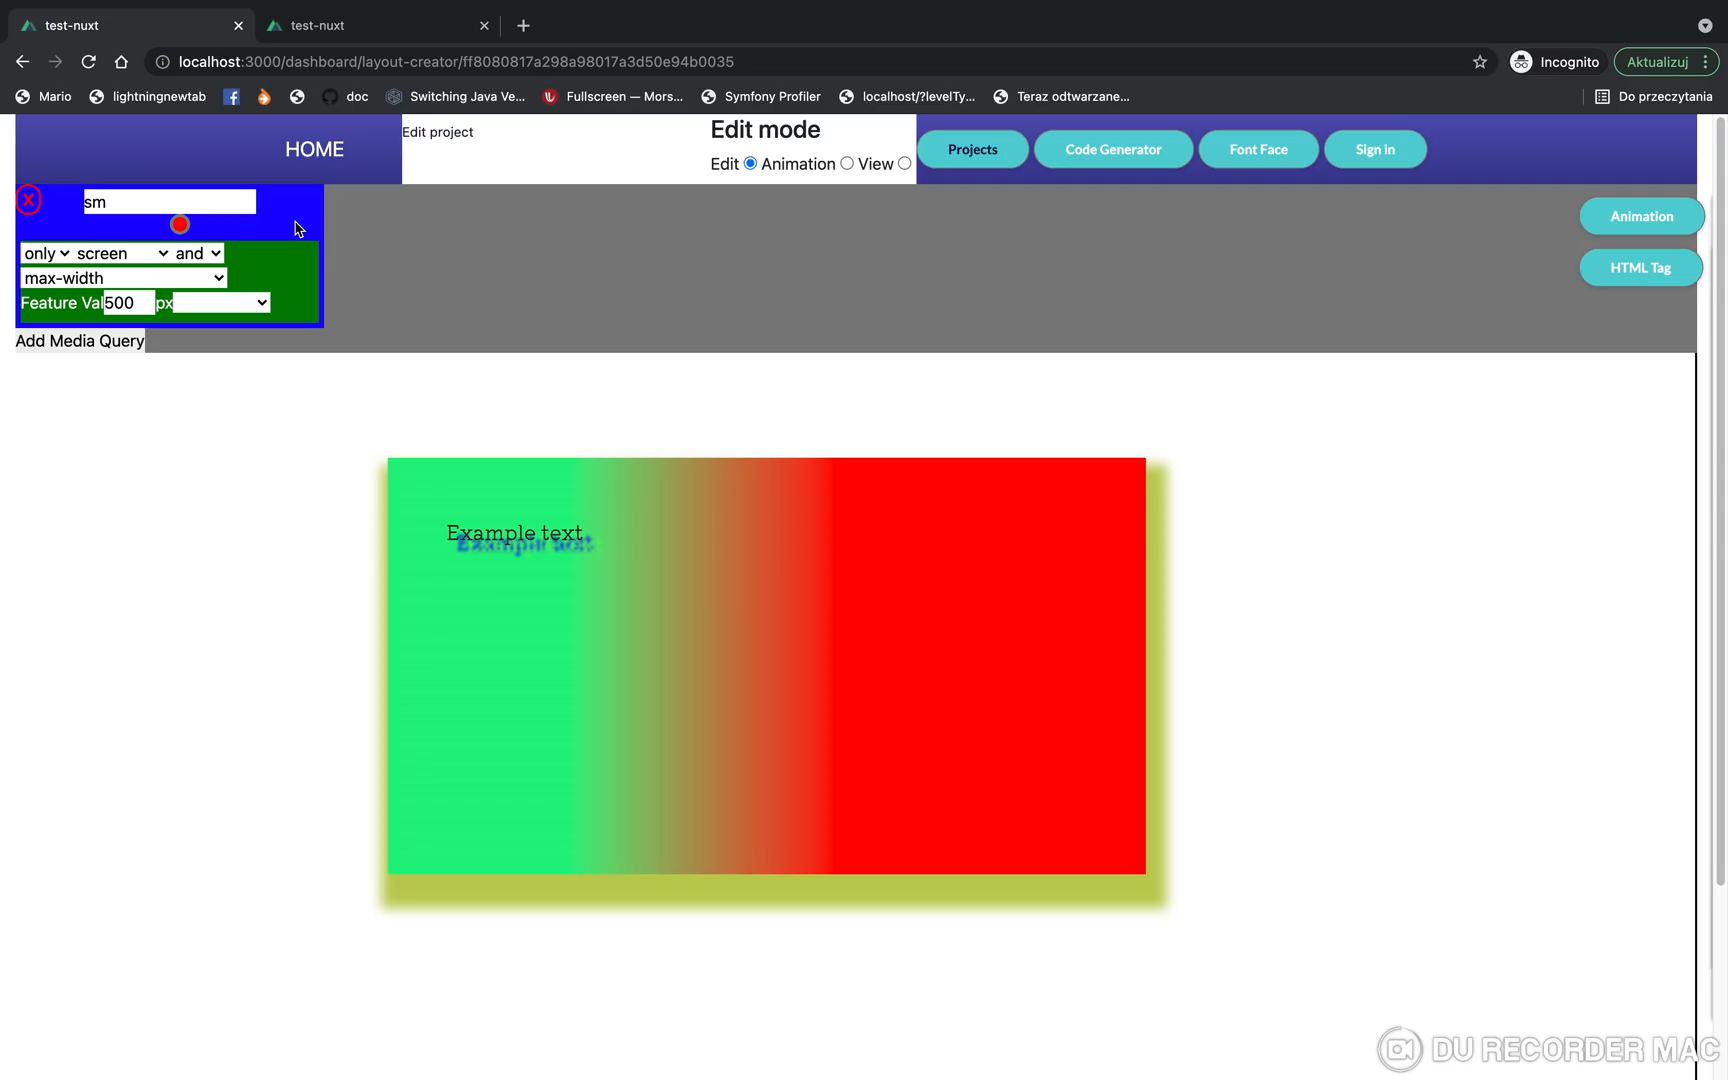 test-nuxt
test-nuxt
localhost:3000/dashboard/layout-creator/ff8080817a298a98017a3d50e94b0035
Incognito
Aktualizuj
Mario lightningnewtab doc Switching Java Ve... Fullscreen — Mors... Symfony Profiler localhost/?levelTy... Teraz odtwarzane... Do przeczytania
HOME
Edit project
Edit mode
Edit Animation View
Projects Code Generator Font Face Sign in
X sm
only screen and
max-width
Feature Val 500 px
Add Media Query
Animation
HTML Tag
Example text
DU RECORDER MAC